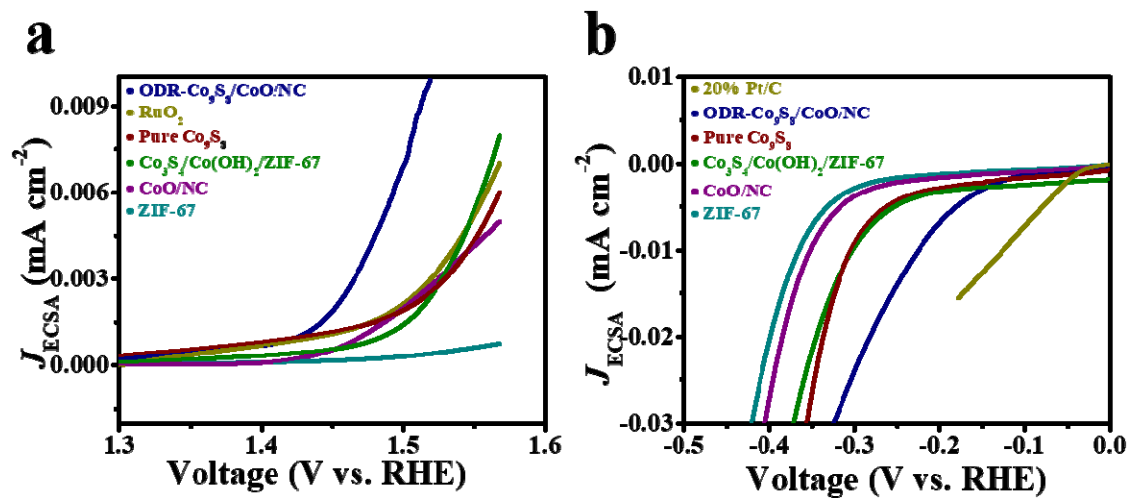 a
b
0.009
0.006
0.003
0.000
J_ECSA (mA cm⁻²)
ODR-Co₉S₈/CoO/NC
RuO₂
Pure Co₉S₈
Co₃S₄/Co(OH)₂/ZIF-67
CoO/NC
ZIF-67
1.3 1.4 1.5 1.6
Voltage (V vs. RHE)
0.01
0.00
-0.01
-0.02
-0.03
J_ECSA (mA cm⁻²)
20% Pt/C
ODR-Co₉S₈/CoO/NC
Pure Co₉S₈
Co₃S₄/Co(OH)₂/ZIF-67
CoO/NC
ZIF-67
-0.5 -0.4 -0.3 -0.2 -0.1 0.0
Voltage (V vs. RHE)